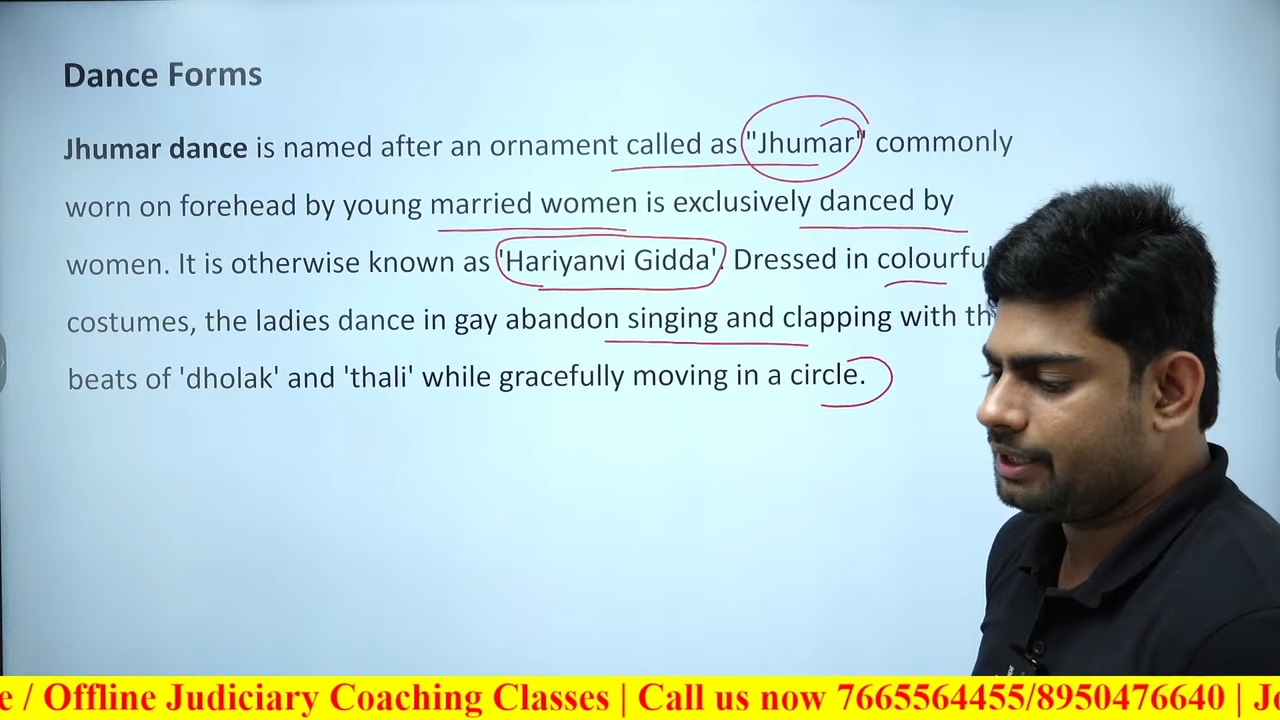 Dance Forms
Jhumar dance is named after an ornament called as "Jhumar" commonly
worn on forehead by young married women is exclusively danced by
women. It is otherwise known as 'Hariyanvi Gidda'. Dressed in colourful
costumes, the ladies dance in gay abandon singing and clapping with
beats of 'dholak' and 'thali' while gracefully moving in a circle.
/ Offline Judiciary Coaching Classes | Call us now 7665564455/8950476640 |